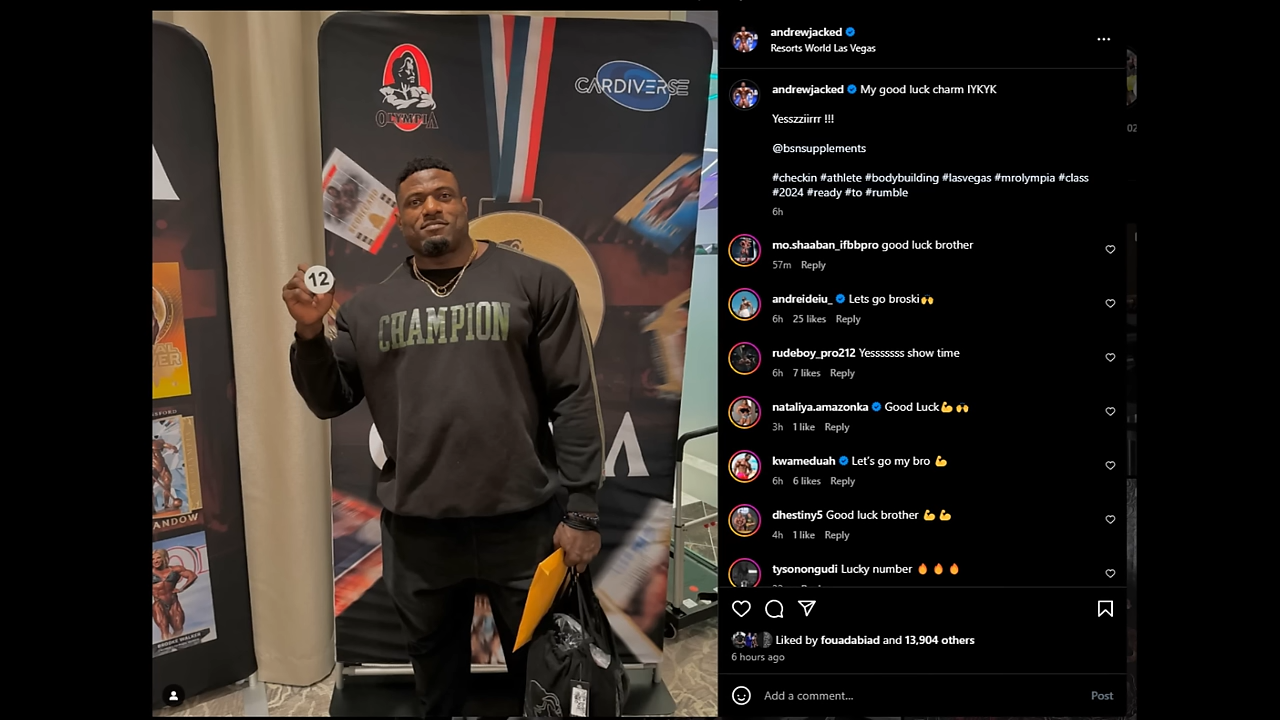 OLYMPIA
CARDIVERSE
12
CHAMPION
ANDOW
BROOKE WALKER
andrewjacked
Resorts World Las Vegas
andrewjacked My good luck charm IYKYK
Yesszziirrr !!!
@bsnsupplements
#checkin #athlete #bodybuilding #lasvegas #mrolympia #class
#2024 #ready #to #rumble
6h
mo.shaaban_ifbbpro good luck brother
57m Reply
andreideiu_ Lets go broski🙌
6h 25 likes Reply
rudeboy_pro212 Yesssssss show time
6h 7 likes Reply
nataliya.amazonka Good Luck💪🙌
3h 1 like Reply
kwameduah Let's go my bro 💪
6h 6 likes Reply
dhestiny5 Good luck brother 💪💪
4h 1 like Reply
tysonongudi Lucky number 🔥🔥🔥
Liked by fouadabiad and 13,904 others
6 hours ago
Add a comment...
Post
02